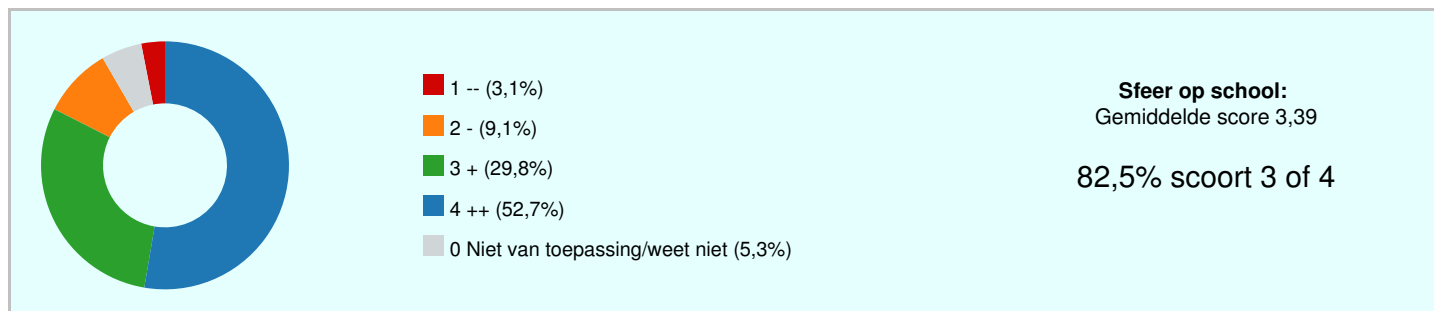 1 -- (3,1%)
2 - (9,1%)
3 + (29,8%)
4 ++ (52,7%)
0 Niet van toepassing/weet niet (5,3%)
Sfeer op school:
Gemiddelde score 3,39
82,5% scoort 3 of 4